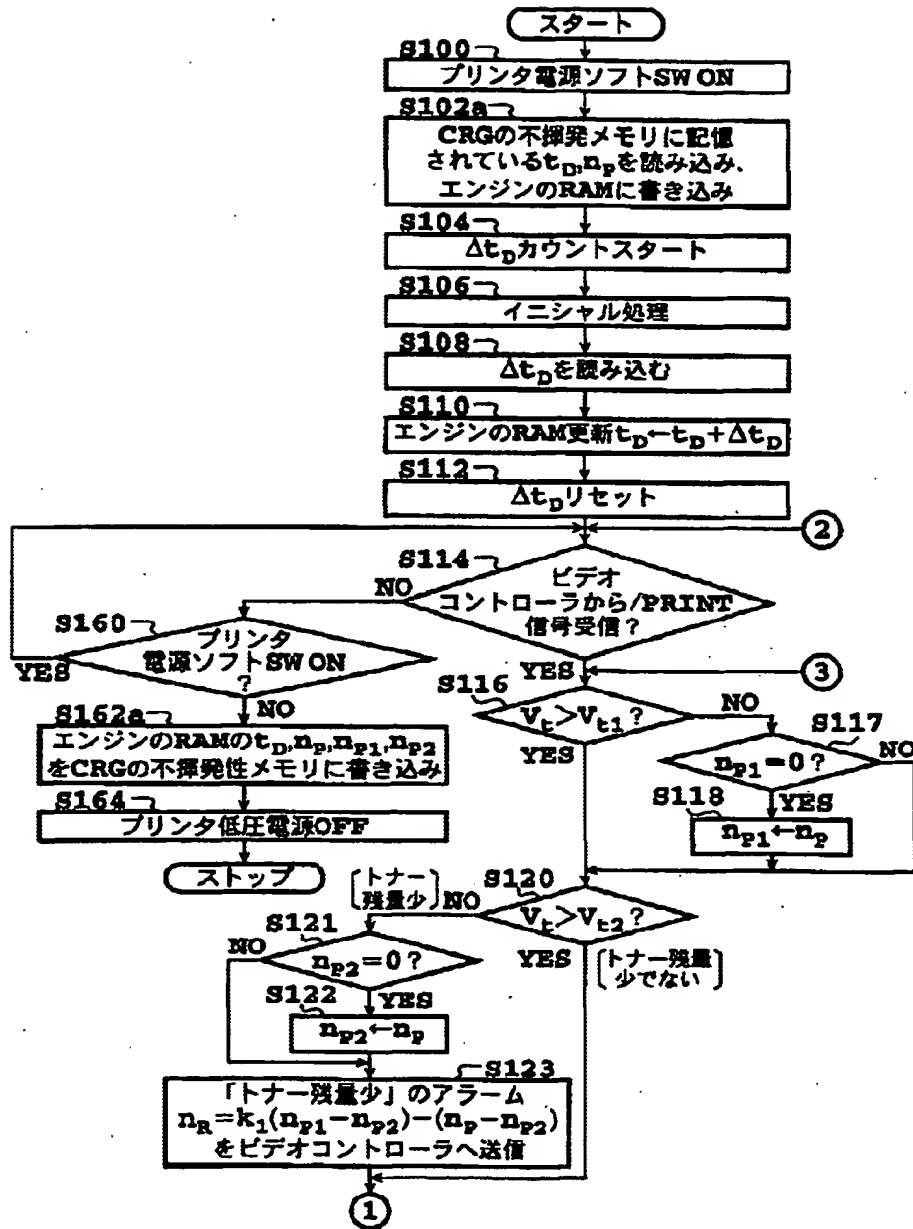 スタート
S100
プリンタ電源ソフトSW ON
S102a
CRGの不揮発メモリに記憶
されているtD,nPを読み込み、
エンジンのRAMに書き込み
S104
ΔtDカウントスタート
S106
イニシャル処理
S108
ΔtDを読み込む
S110
エンジンのRAM更新tD←tD+ΔtD
S112
ΔtDリセット
2
S114
ビデオ
コントローラから/PRINT
信号受信？
NO
YES
S160
プリンタ
電源ソフトSW ON
？
YES
NO
3
S116
Vt>Vt1？
NO
YES
S117
nP1=0？
NO
YES
S118
nP1←nP
S162a
エンジンのRAMのtD,nP,nP1,nP2
をCRGの不揮発性メモリに書き込み
S164
プリンタ低圧電源OFF
ストップ
S120
Vt>Vt2？
トナー
残量少
NO
YES
トナー残量
少でない
S121
nP2=0？
NO
YES
S122
nP2←nP
S123
「トナー残量少」のアラーム
nR=k1(nP1−nP2)−(nP−nP2)
をビデオコントローラへ送信
1